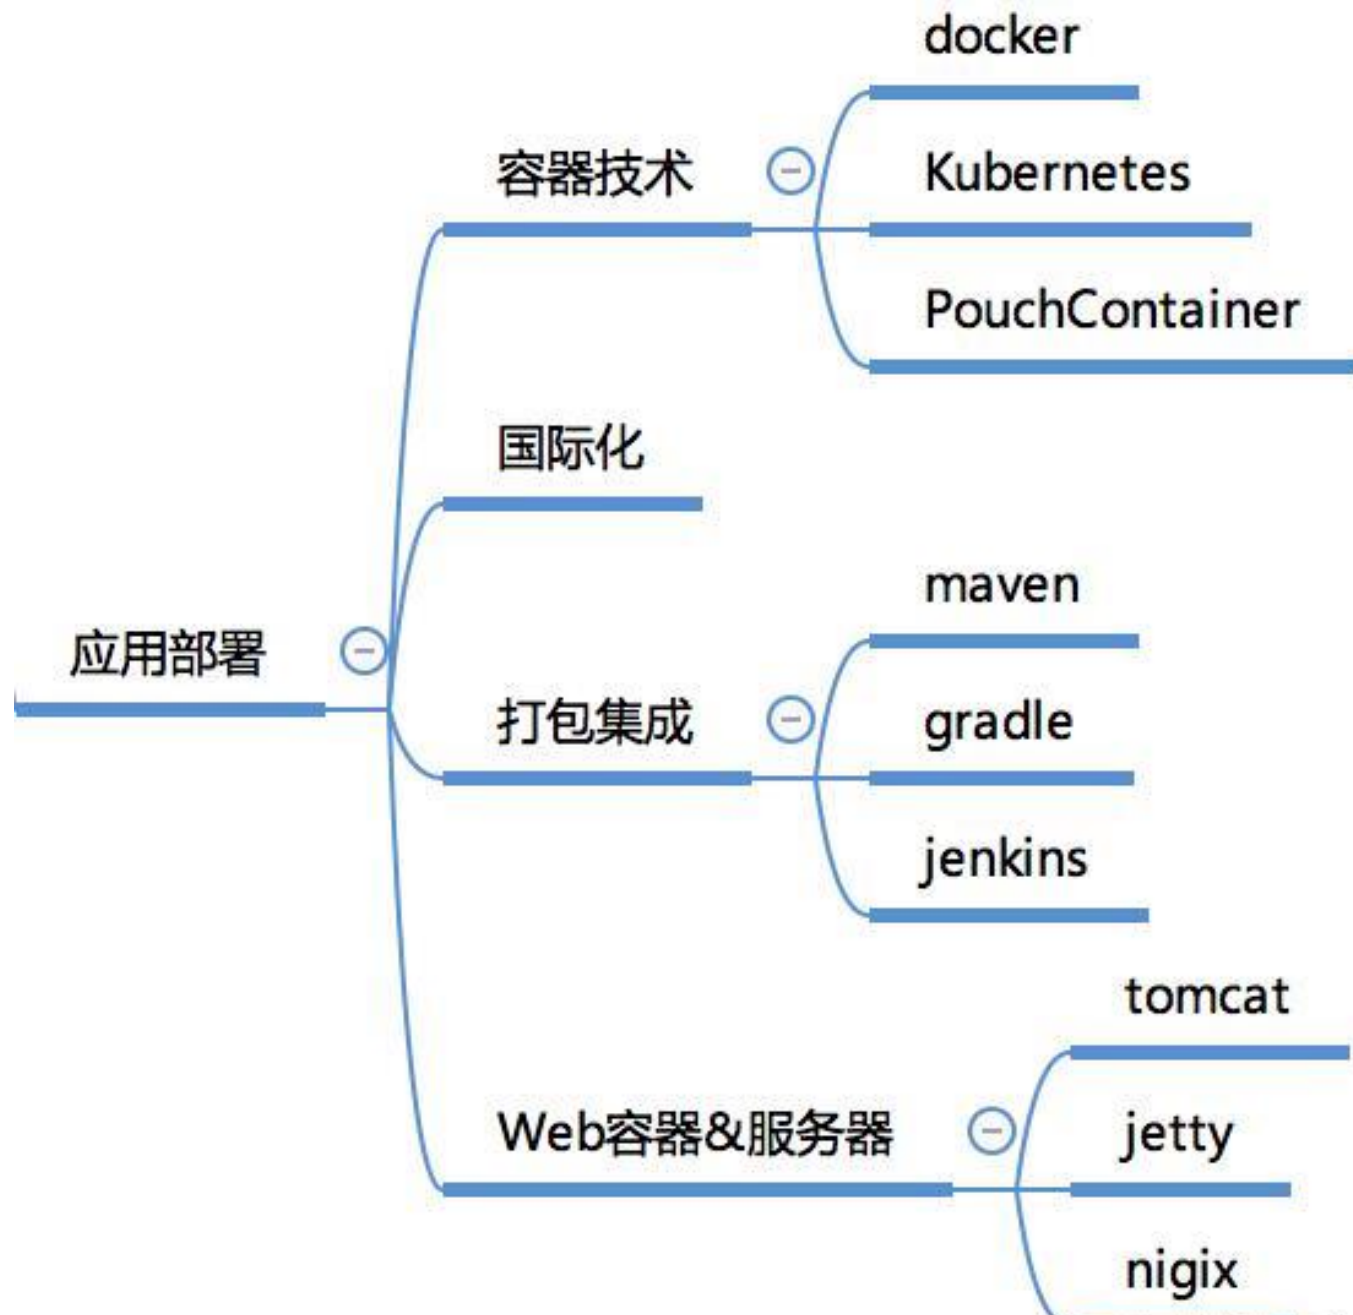 应用部署
容器技术
docker
Kubernetes
PouchContainer
国际化
打包集成
maven
gradle
jenkins
Web容器&服务器
tomcat
jetty
nigix